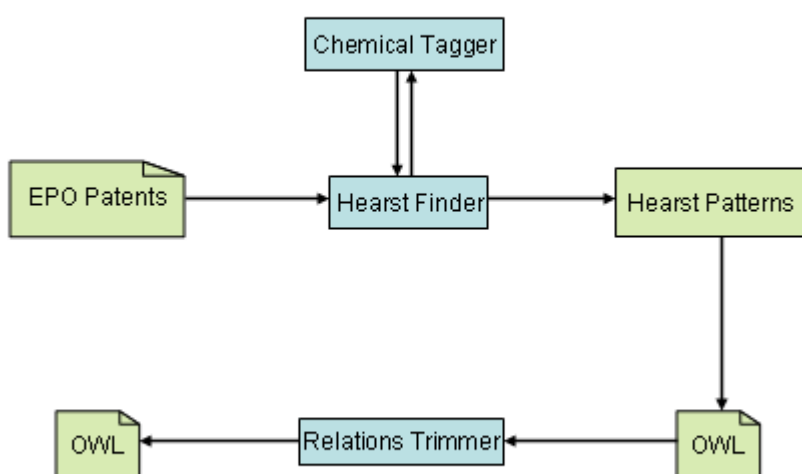 Chemical Tagger
EPO Patents
Hearst Finder
Hearst Patterns
OWL
Relations Trimmer
OWL